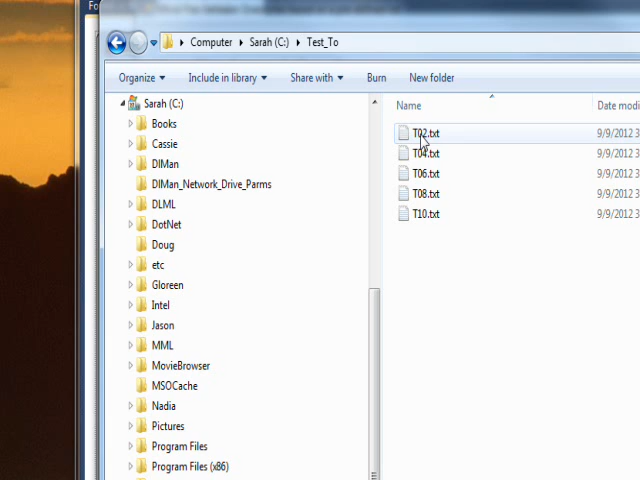 Fo
Computer Sarah (C:) Test_To
Organize Include in library Share with Burn New folder
Sarah (C:)
Books
Cassie
DIMan
DIMan_Network_Drive_Parms
DLML
DotNet
Doug
etc
Gloreen
Intel
Jason
MML
MovieBrowser
MSOCache
Nadia
Pictures
Program Files
Program Files (x86)
Name Date modi
T02.txt 9/9/2012 3
T04.txt 9/9/2012 3
T06.txt 9/9/2012 3
T08.txt 9/9/2012 3
T10.txt 9/9/2012 3